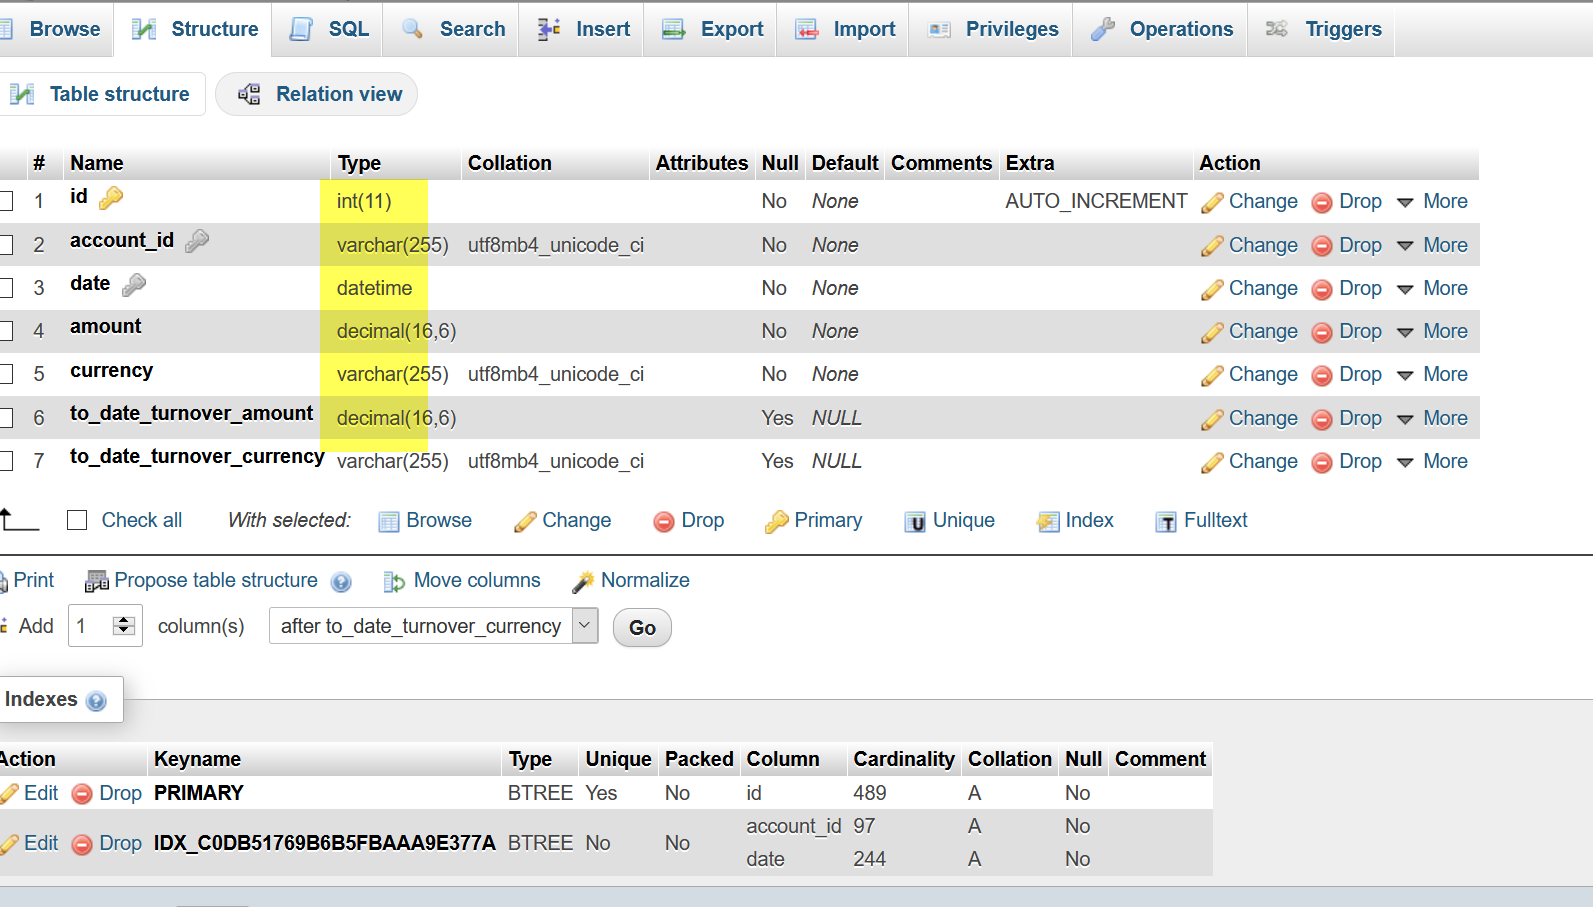 Browse Structure SQL Search Insert Export Import Privileges Operations Triggers
Table structure Relation view
# Name Type Collation Attributes Null Default Comments Extra Action
1 id int(11) No None AUTO_INCREMENT Change Drop More
2 account_id varchar(255) utf8mb4_unicode_ci No None Change Drop More
3 date datetime No None Change Drop More
4 amount decimal(16,6) No None Change Drop More
5 currency varchar(255) utf8mb4_unicode_ci No None Change Drop More
6 to_date_turnover_amount decimal(16,6) Yes NULL Change Drop More
7 to_date_turnover_currency varchar(255) utf8mb4_unicode_ci Yes NULL Change Drop More
Check all With selected: Browse Change Drop Primary Unique Index Fulltext
Print Propose table structure Move columns Normalize
Add 1 column(s) after to_date_turnover_currency Go
Indexes
Action Keyname Type Unique Packed Column Cardinality Collation Null Comment
Edit Drop PRIMARY BTREE Yes No id 489 A No
account_id 97 A No
Edit Drop IDX_C0DB51769B6B5FBAAA9E377A BTREE No No
date 244 A No